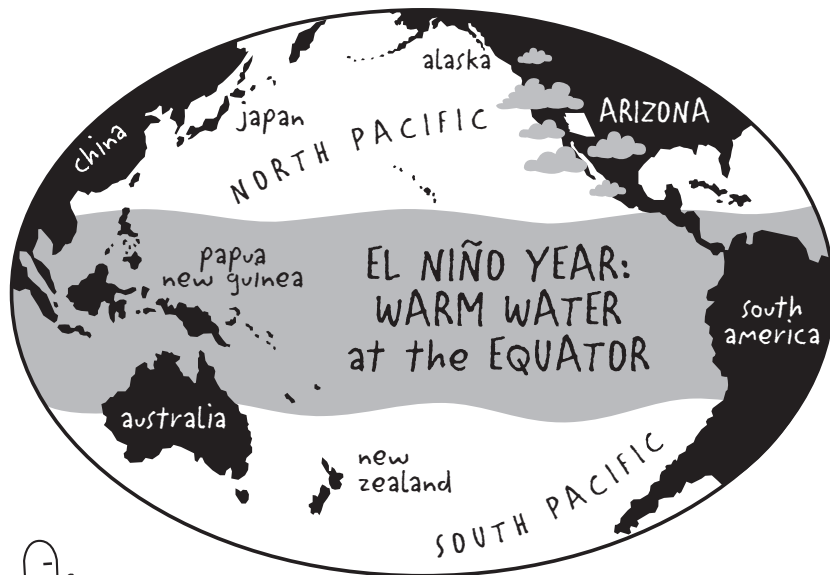 alaska
ARIZONA
japan
china
NORTH PACIFIC
papua
new guinea
EL NIÑO YEAR:
WARM WATER
at the EQUATOR
south
america
australia
new
zealand
SOUTH PACIFIC